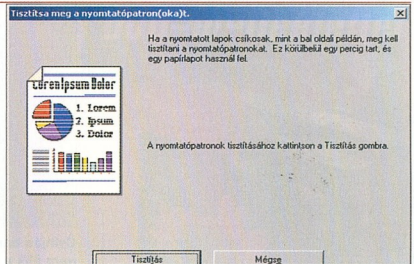 Tisztítsa meg a nyomtatópatron(oka)t.
Ha a nyomtatott lapok csíkosak, mint a bal oldali példán, meg kell
tisztítani a nyomtatópatronokat. Ez körülbelül egy percig tart, és
egy papírlapot használ fel.
Lorem Ipsum Dolor
1. Lorem
2. Ipsum
3. Dolor
A nyomtatópatronok tisztításához kattintson a Tisztítás gombra.
Tisztítás
Mégse